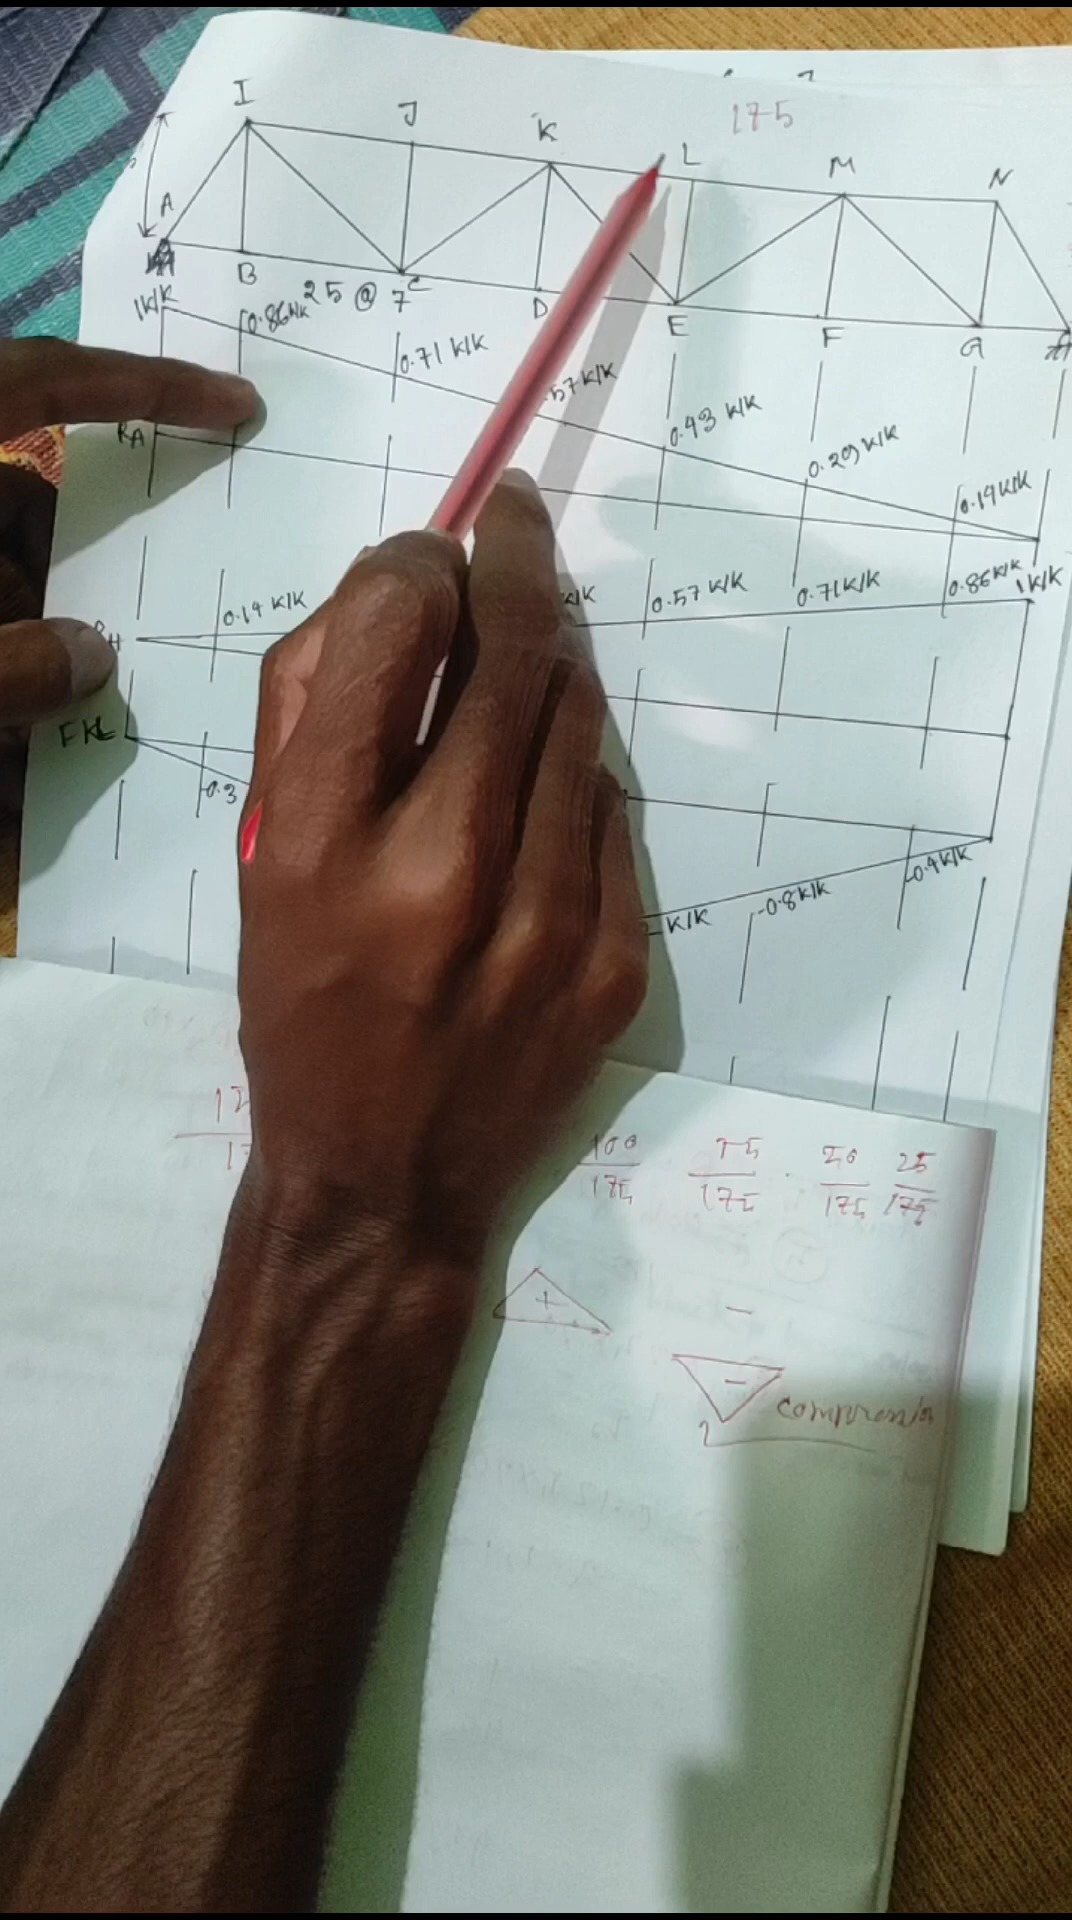 175
I J K L M N
A
B 25 @ 7 C D E F G
1K/K 0.86K/K 0.71 K/K 57 K/K 0.43 K/K 0.29 K/K 0.14K/K
RA
0.14 K/K K/K 0.57 K/K 0.71K/K 0.86K/K 1K/K
H
FKL
-0.3 K/K -0.8K/K -0.4K/K
100/175 75/175 50/175 25/175
+
-
- compression